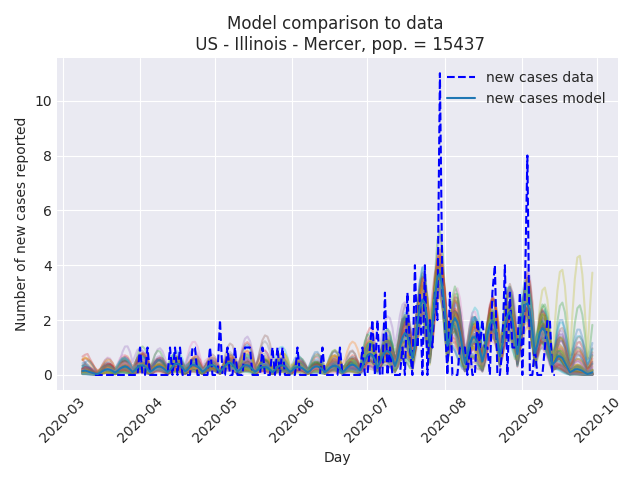 Model comparison to data
US - Illinois - Mercer, pop. = 15437
new cases data
new cases model
Number of new cases reported
10
8
6
4
2
0
2020-03
2020-04
2020-05
2020-06
2020-07
2020-08
2020-09
2020-10
Day